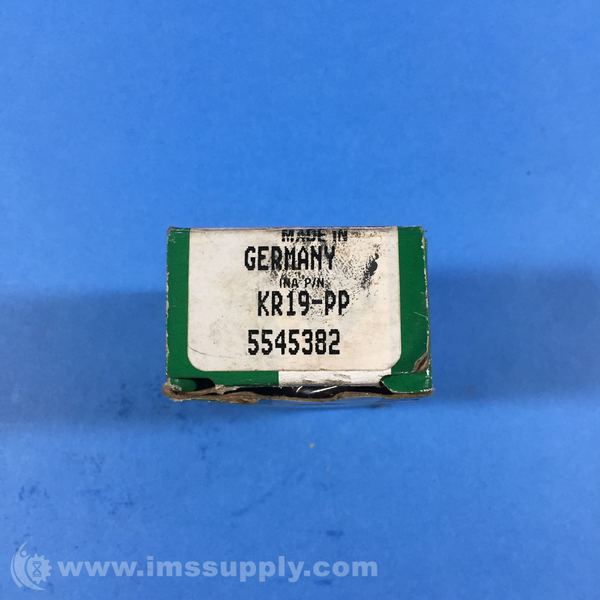 MADE IN
GERMANY
INA P/N
KR19-PP
5545382
www.imssupply.com